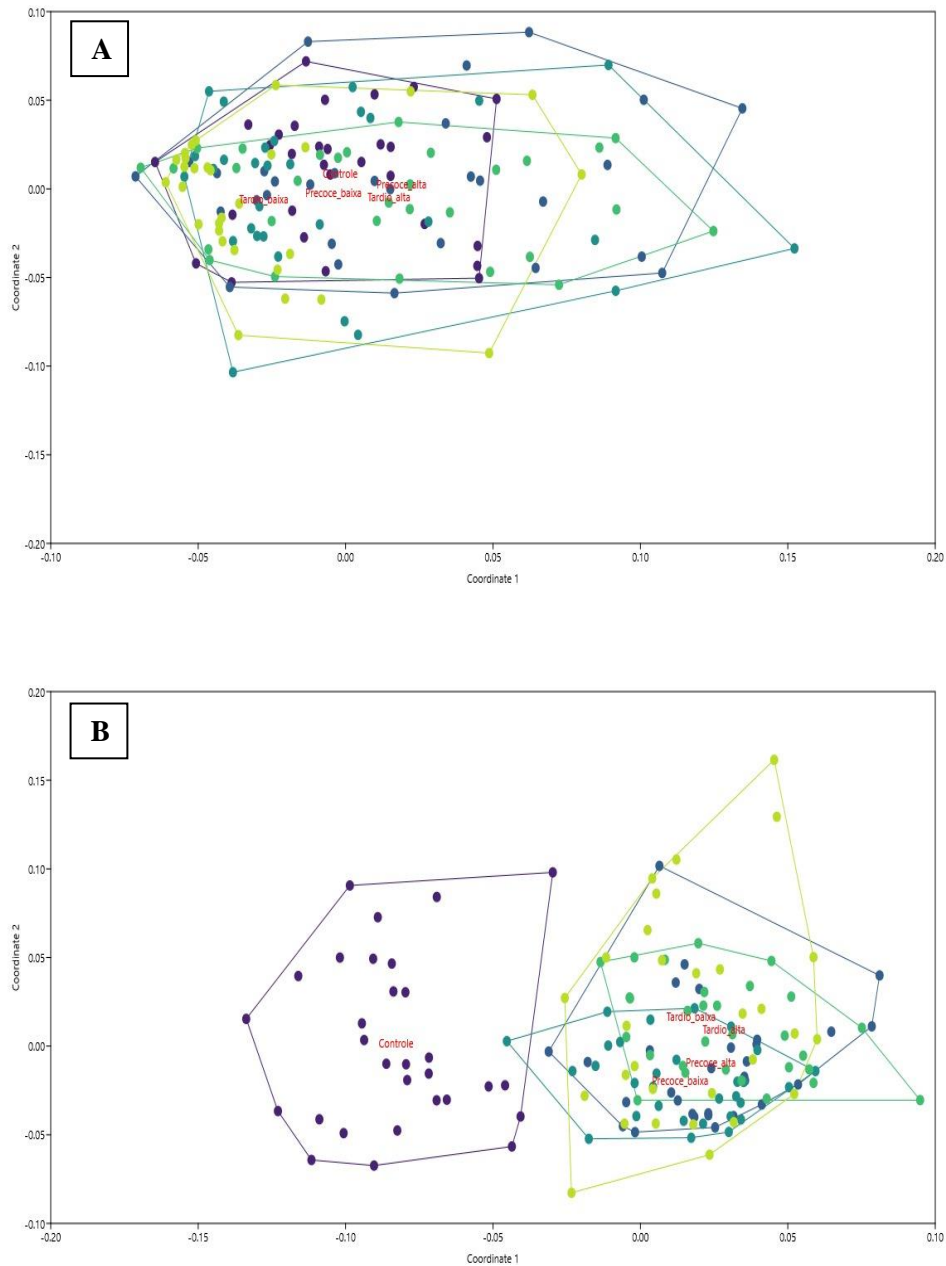 A
0.10
0.05
0.00
-0.05
-0.10
-0.15
-0.20
Coordinate 2
Controle
Precoce_alta
Precoce_baixa
Tardio_alta
Tardio_baixa
-0.10
-0.05
0.00
0.05
0.10
0.15
0.20
Coordinate 1
B
0.20
0.15
0.10
0.05
0.00
-0.05
-0.10
Coordinate 2
Tardio_baixa
Tardio_alta
Controle
Precoce_alta
Precoce_baixa
-0.20
-0.15
-0.10
-0.05
0.00
0.05
0.10
Coordinate 1